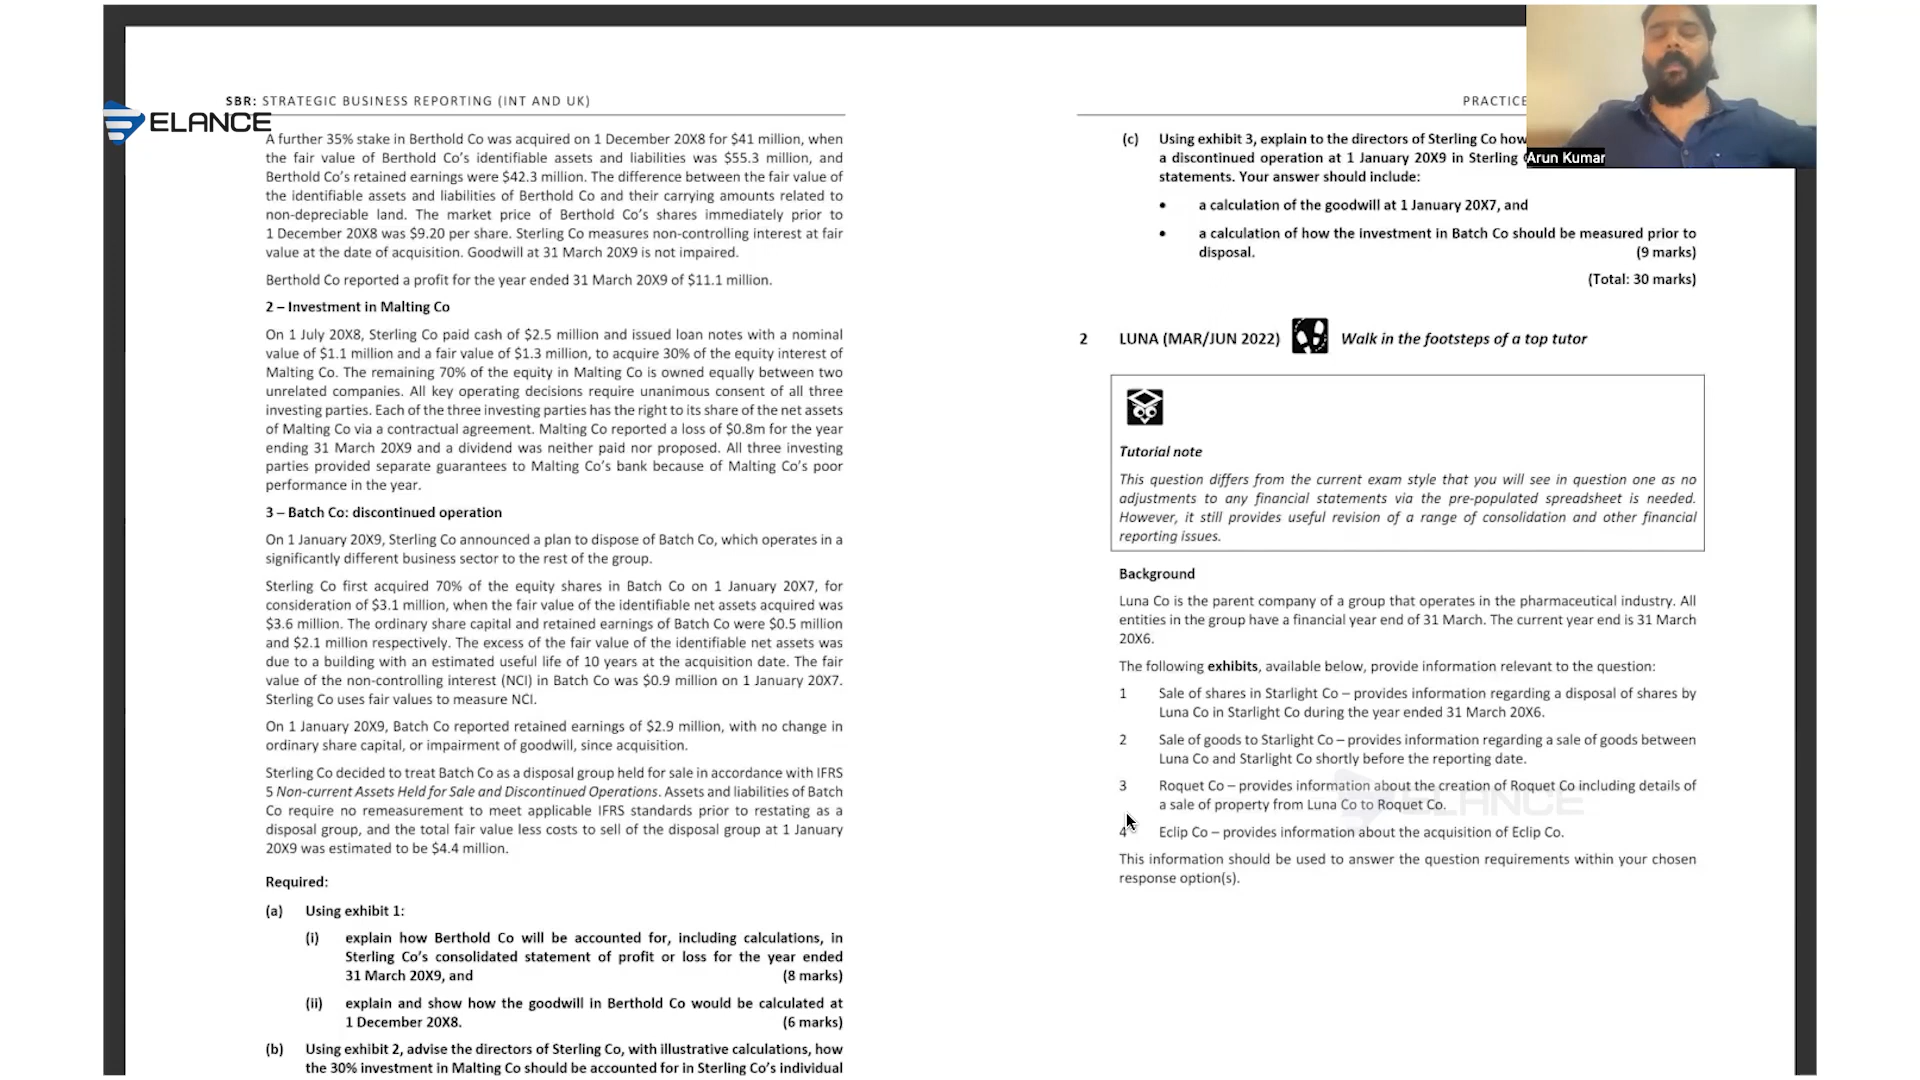 SBR: STRATEGIC BUSINESS REPORTING (INT AND UK)
ELANCE
A further 35% stake in Berthold Co was acquired on 1 December 20X8 for $41 million, when
the fair value of Berthold Co's identifiable assets and liabilities was $55.3 million, and
Berthold Co's retained earnings were $42.3 million. The difference between the fair value of
the identifiable assets and liabilities of Berthold Co and their carrying amounts related to
non-depreciable land. The market price of Berthold Co's shares immediately prior to
1 December 20X8 was $9.20 per share. Sterling Co measures non-controlling interest at fair
value at the date of acquisition. Goodwill at 31 March 20X9 is not impaired.
Berthold Co reported a profit for the year ended 31 March 20X9 of $11.1 million.
2 – Investment in Malting Co
On 1 July 20X8, Sterling Co paid cash of $2.5 million and issued loan notes with a nominal
value of $1.1 million and a fair value of $1.3 million, to acquire 30% of the equity interest of
Malting Co. The remaining 70% of the equity in Malting Co is owned equally between two
unrelated companies. All key operating decisions require unanimous consent of all three
investing parties. Each of the three investing parties has the right to its share of the net assets
of Malting Co via a contractual agreement. Malting Co reported a loss of $0.8m for the year
ending 31 March 20X9 and a dividend was neither paid nor proposed. All three investing
parties provided separate guarantees to Malting Co's bank because of Malting Co's poor
performance in the year.
3 – Batch Co: discontinued operation
On 1 January 20X9, Sterling Co announced a plan to dispose of Batch Co, which operates in a
significantly different business sector to the rest of the group.
Sterling Co first acquired 70% of the equity shares in Batch Co on 1 January 20X7, for
consideration of $3.1 million, when the fair value of the identifiable net assets acquired was
$3.6 million. The ordinary share capital and retained earnings of Batch Co were $0.5 million
and $2.1 million respectively. The excess of the fair value of the identifiable net assets was
due to a building with an estimated useful life of 10 years at the acquisition date. The fair
value of the non-controlling interest (NCI) in Batch Co was $0.9 million on 1 January 20X7.
Sterling Co uses fair values to measure NCI.
On 1 January 20X9, Batch Co reported retained earnings of $2.9 million, with no change in
ordinary share capital, or impairment of goodwill, since acquisition.
Sterling Co decided to treat Batch Co as a disposal group held for sale in accordance with IFRS
5 Non-current Assets Held for Sale and Discontinued Operations. Assets and liabilities of Batch
Co require no remeasurement to meet applicable IFRS standards prior to restating as a
disposal group, and the total fair value less costs to sell of the disposal group at 1 January
20X9 was estimated to be $4.4 million.
Required:
(a) Using exhibit 1:
(i) explain how Berthold Co will be accounted for, including calculations, in
Sterling Co's consolidated statement of profit or loss for the year ended
31 March 20X9, and (8 marks)
(ii) explain and show how the goodwill in Berthold Co would be calculated at
1 December 20X8. (6 marks)
(b) Using exhibit 2, advise the directors of Sterling Co, with illustrative calculations, how
the 30% investment in Malting Co should be accounted for in Sterling Co's individual
PRACTICE
(c) Using exhibit 3, explain to the directors of Sterling Co how
a discontinued operation at 1 January 20X9 in Sterling
statements. Your answer should include:
• a calculation of the goodwill at 1 January 20X7, and
• a calculation of how the investment in Batch Co should be measured prior to
disposal. (9 marks)
(Total: 30 marks)
Arun Kumar
2 LUNA (MAR/JUN 2022) Walk in the footsteps of a top tutor
Tutorial note
This question differs from the current exam style that you will see in question one as no
adjustments to any financial statements via the pre-populated spreadsheet is needed.
However, it still provides useful revision of a range of consolidation and other financial
reporting issues.
Background
Luna Co is the parent company of a group that operates in the pharmaceutical industry. All
entities in the group have a financial year end of 31 March. The current year end is 31 March
20X6.
The following exhibits, available below, provide information relevant to the question:
1 Sale of shares in Starlight Co – provides information regarding a disposal of shares by
Luna Co in Starlight Co during the year ended 31 March 20X6.
2 Sale of goods to Starlight Co – provides information regarding a sale of goods between
Luna Co and Starlight Co shortly before the reporting date.
3 Roquet Co – provides information about the creation of Roquet Co including details of
a sale of property from Luna Co to Roquet Co.
ELANCE
4 Eclip Co – provides information about the acquisition of Eclip Co.
This information should be used to answer the question requirements within your chosen
response option(s).